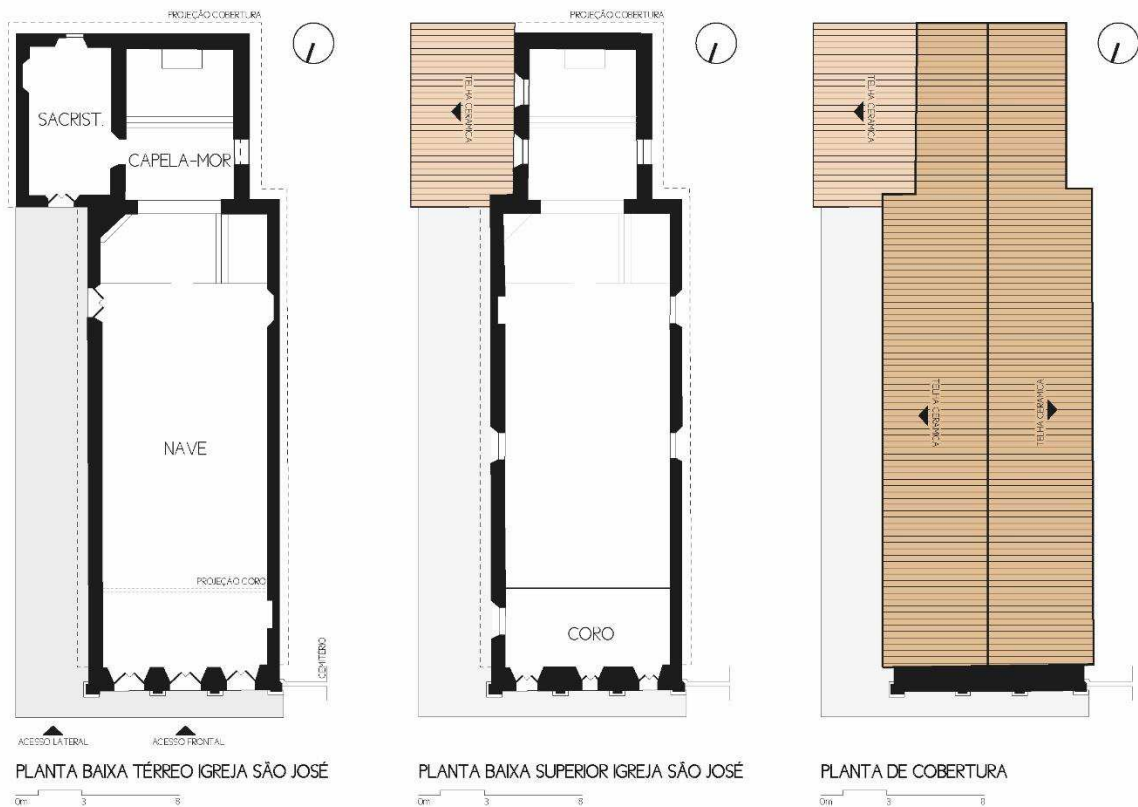 PROJEÇÃO COBERTURA
SACRIST.
CAPELA-MOR
NAVE
PROJEÇÃO CORO
CEMITÉRIO
ACESSO LATERAL
ACESSO FRONTAL
PLANTA BAIXA TÉRREO IGREJA SÃO JOSÉ
0m 3 8
PROJEÇÃO COBERTURA
TELHA CERÂMICA
CORO
PLANTA BAIXA SUPERIOR IGREJA SÃO JOSÉ
0m 3 8
TELHA CERÂMICA
TELHA CERÂMICA
TELHA CERÂMICA
PLANTA DE COBERTURA
0m 3 8